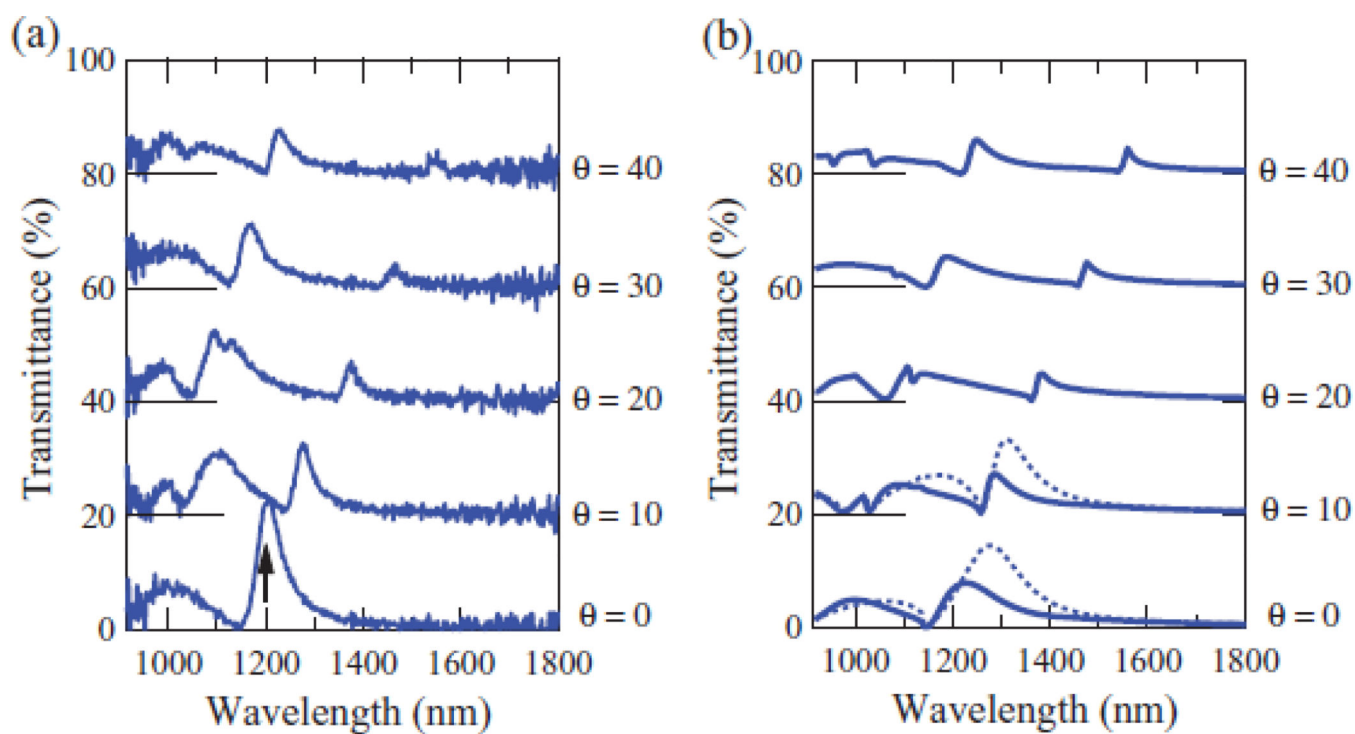 (a)
Transmittance (%)
100
80
60
40
20
0
θ = 40
θ = 30
θ = 20
θ = 10
θ = 0
1000 1200 1400 1600 1800
Wavelength (nm)
(b)
Transmittance (%)
100
80
60
40
20
0
θ = 40
θ = 30
θ = 20
θ = 10
θ = 0
1000 1200 1400 1600 1800
Wavelength (nm)